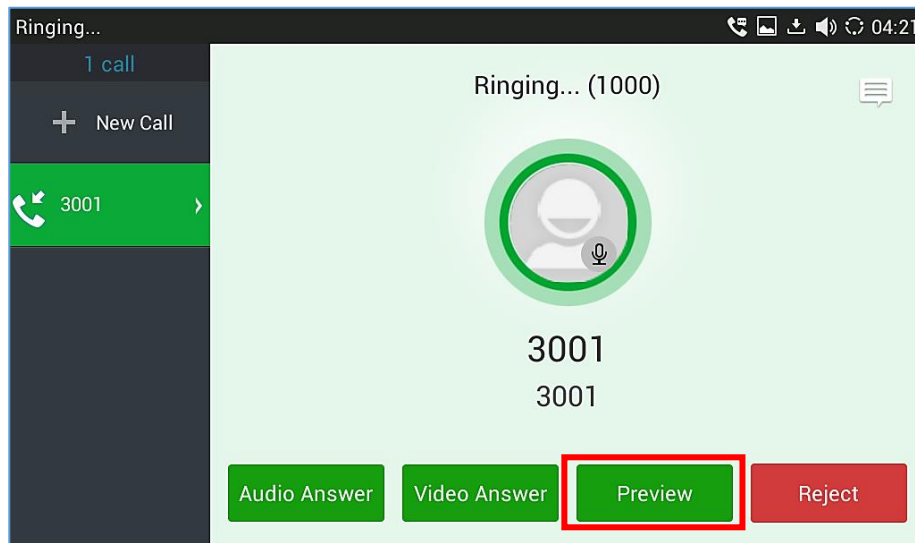 Ringing...
04:21
1 call
New Call
3001
Ringing... (1000)
3001
3001
Audio Answer
Video Answer
Preview
Reject